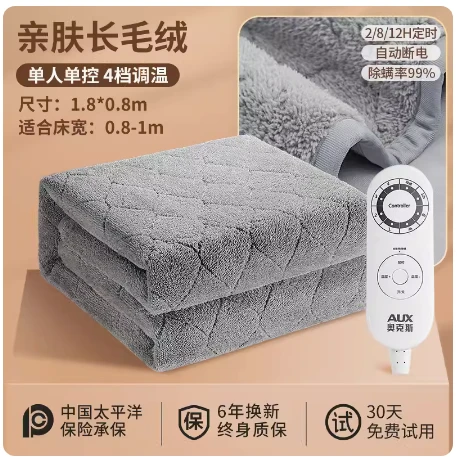 亲肤长毛绒
单人单控 4档调温
尺寸：1.8*0.8m
适合床宽：0.8-1m
2/8/12H定时
自动断电
除螨率99%
Controller
AUX
奥克斯
中国太平洋
保险承保
保
6年换新
终身质保
试
30天
免费试用